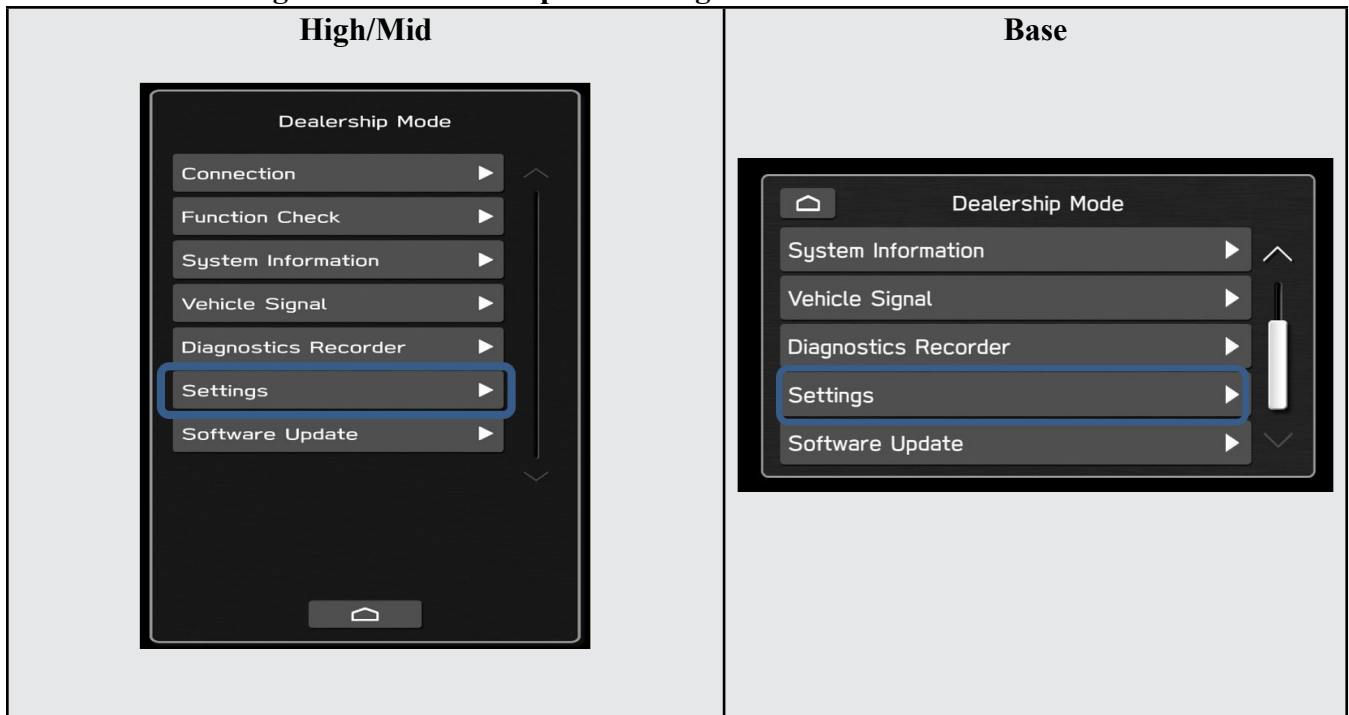 High/Mid
Base
Dealership Mode
Connection
Function Check
System Information
Vehicle Signal
Diagnostics Recorder
Settings
Software Update
Dealership Mode
System Information
Vehicle Signal
Diagnostics Recorder
Settings
Software Update